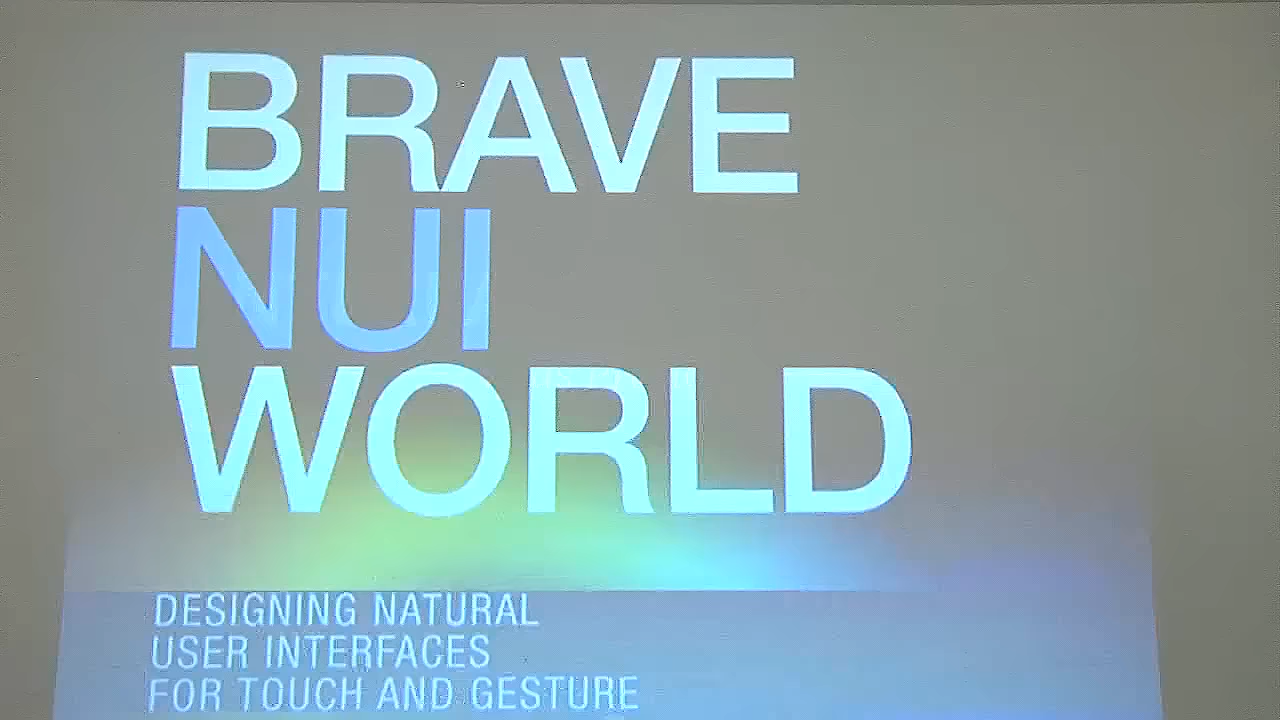 BRAVE
NUI
WORLD
DESIGNING NATURAL
USER INTERFACES
FOR TOUCH AND GESTURE